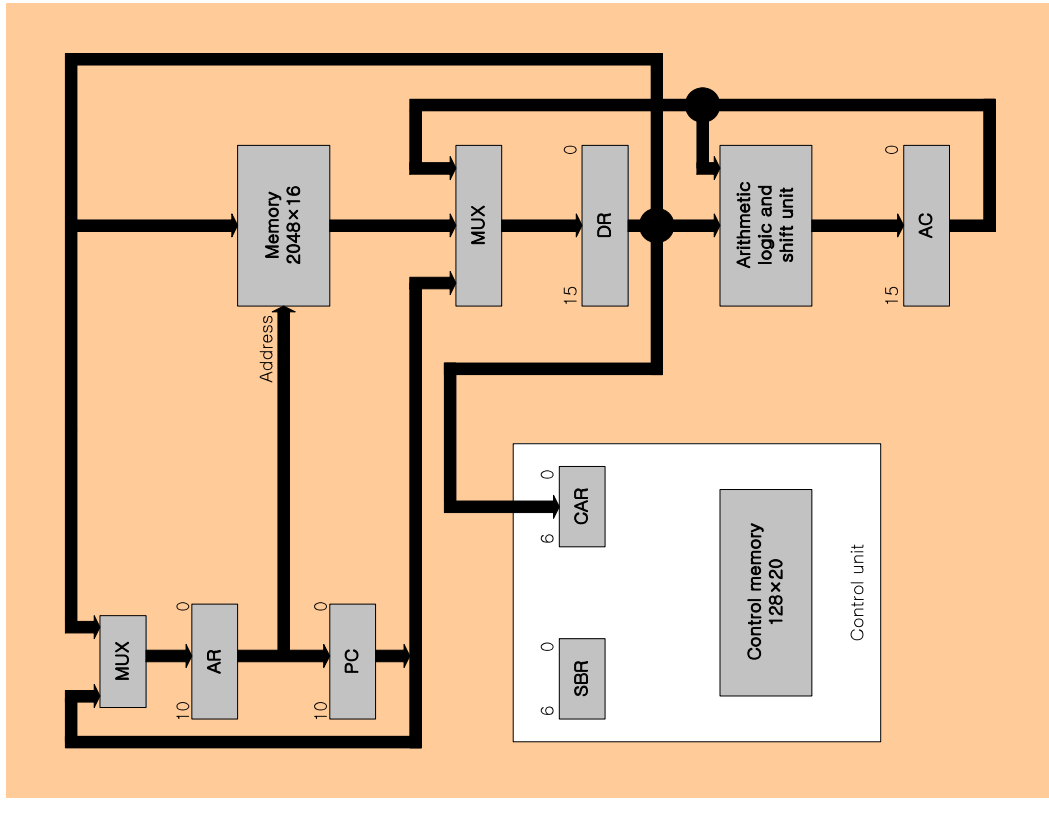 MUX
10 0
AR
Address
Memory
2048×16
10 0
PC
MUX
6 0
SBR
6 0
CAR
15 0
DR
Control memory
128×20
Arithmetic
logic and
shift unit
Control unit
15 0
AC